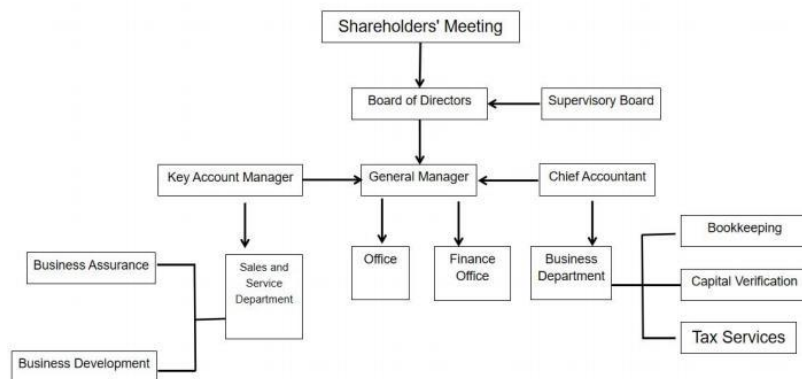 Shareholders' Meeting
Board of Directors
Supervisory Board
Key Account Manager
General Manager
Chief Accountant
Business Assurance
Sales and
Service
Department
Office
Finance
Office
Business
Department
Bookkeeping
Capital Verification
Tax Services
Business Development